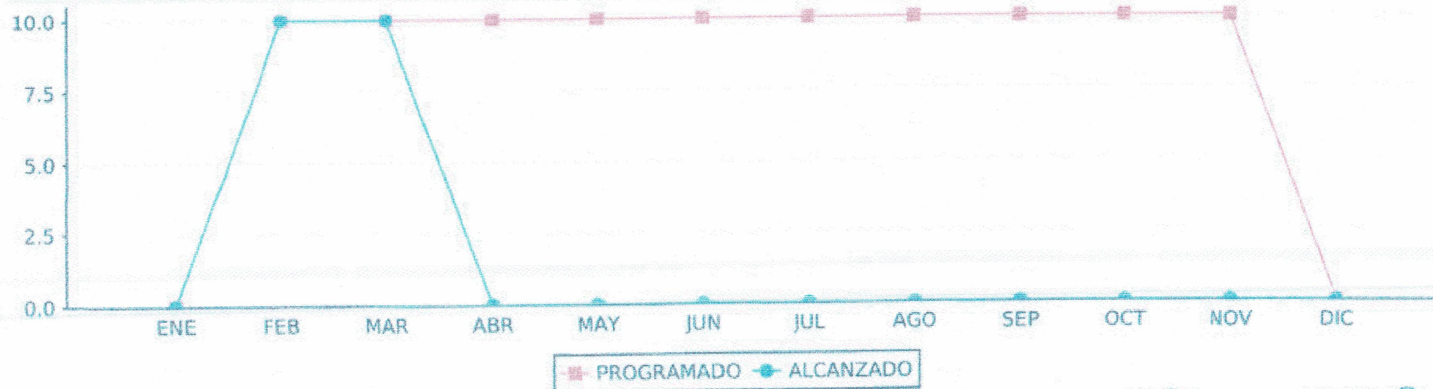 10.0
7.5
5.0
2.5
0.0
ENE FEB MAR ABR MAY JUN JUL AGO SEP OCT NOV DIC
PROGRAMADO ALCANZADO